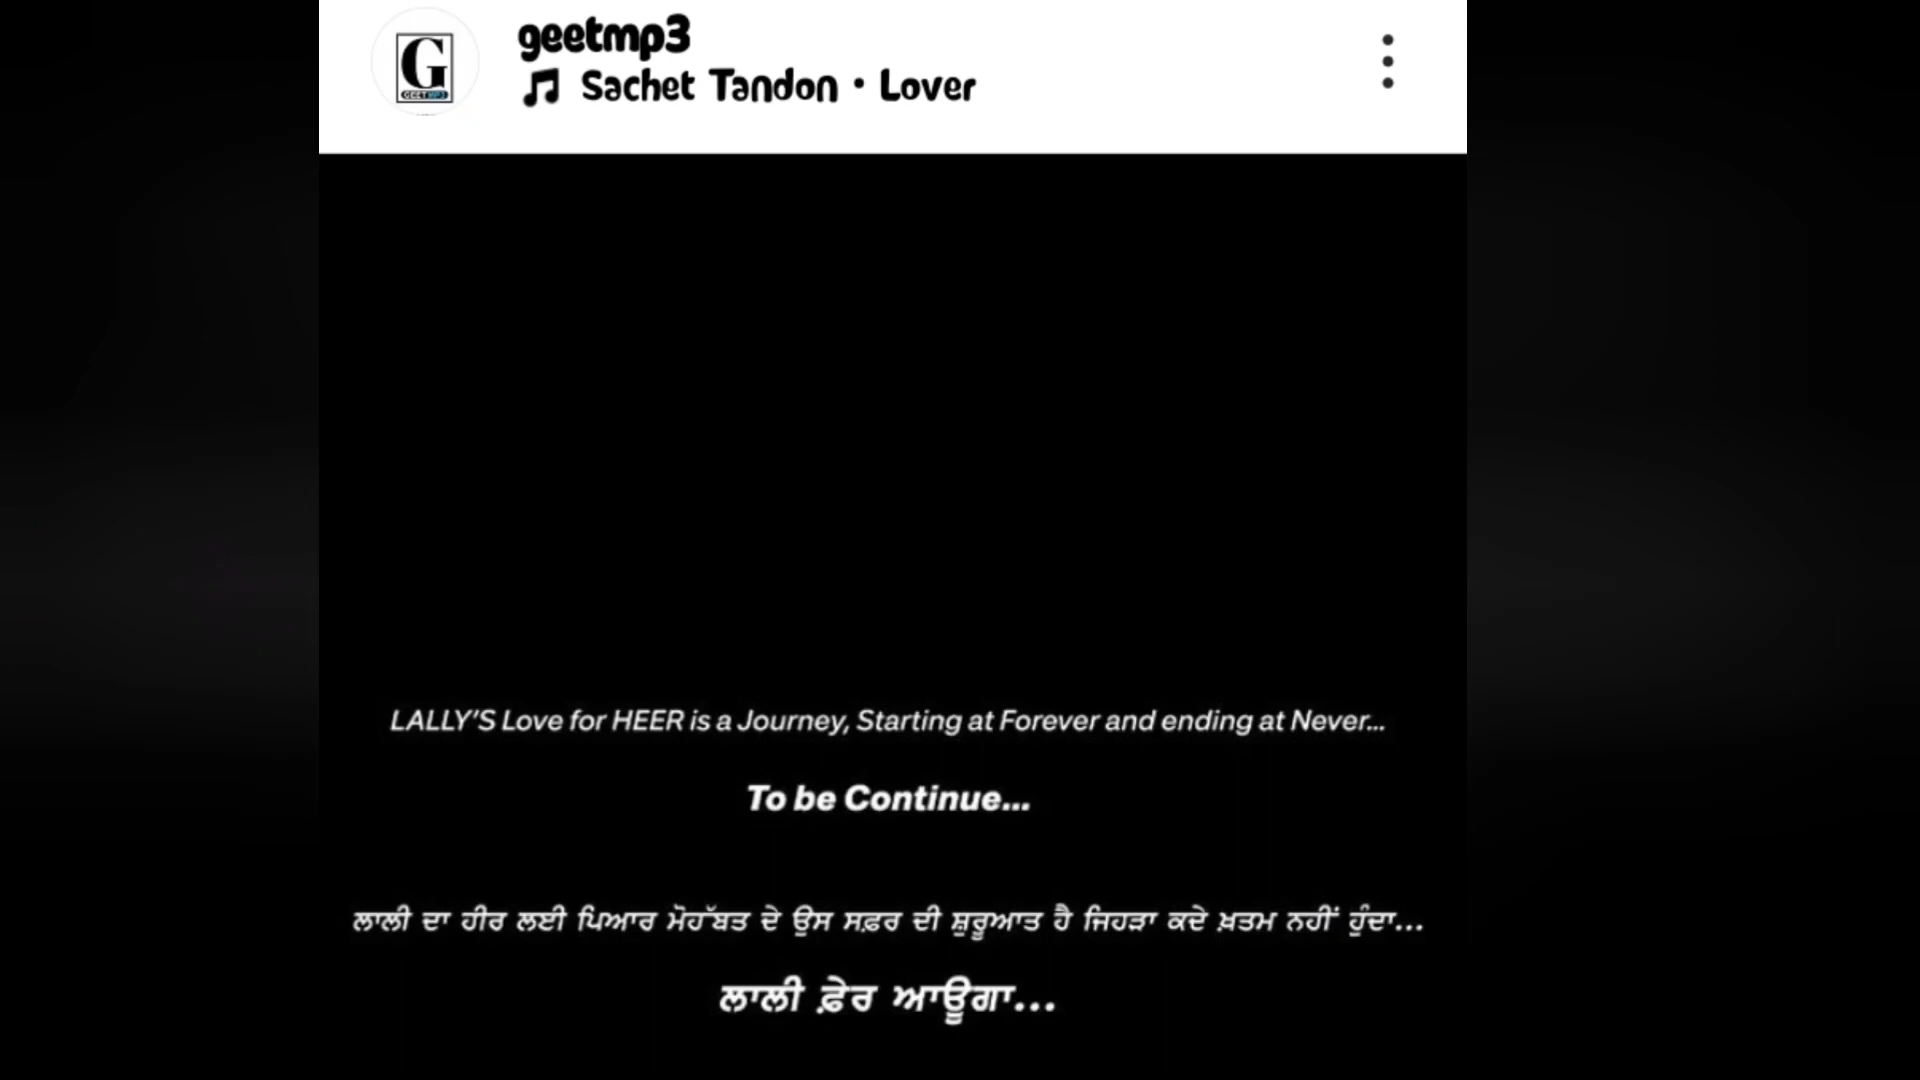 geetmp3
Sachet Tandon • Lover
G
GEETMP3
LALLY'S Love for HEER is a Journey, Starting at Forever and ending at Never...
To be Continue...
ਲਾਲੀ ਦਾ ਹੀਰ ਲਈ ਪਿਆਰ ਮੋਹੱਬਤ ਦੇ ਉਸ ਸਫ਼ਰ ਦੀ ਸ਼ੁਰੂਆਤ ਹੈ ਜਿਹੜਾ ਕਦੇ ਖ਼ਤਮ ਨਹੀਂ ਹੁੰਦਾ...
ਲਾਲੀ ਫ਼ੇਰ ਆਊਗਾ...